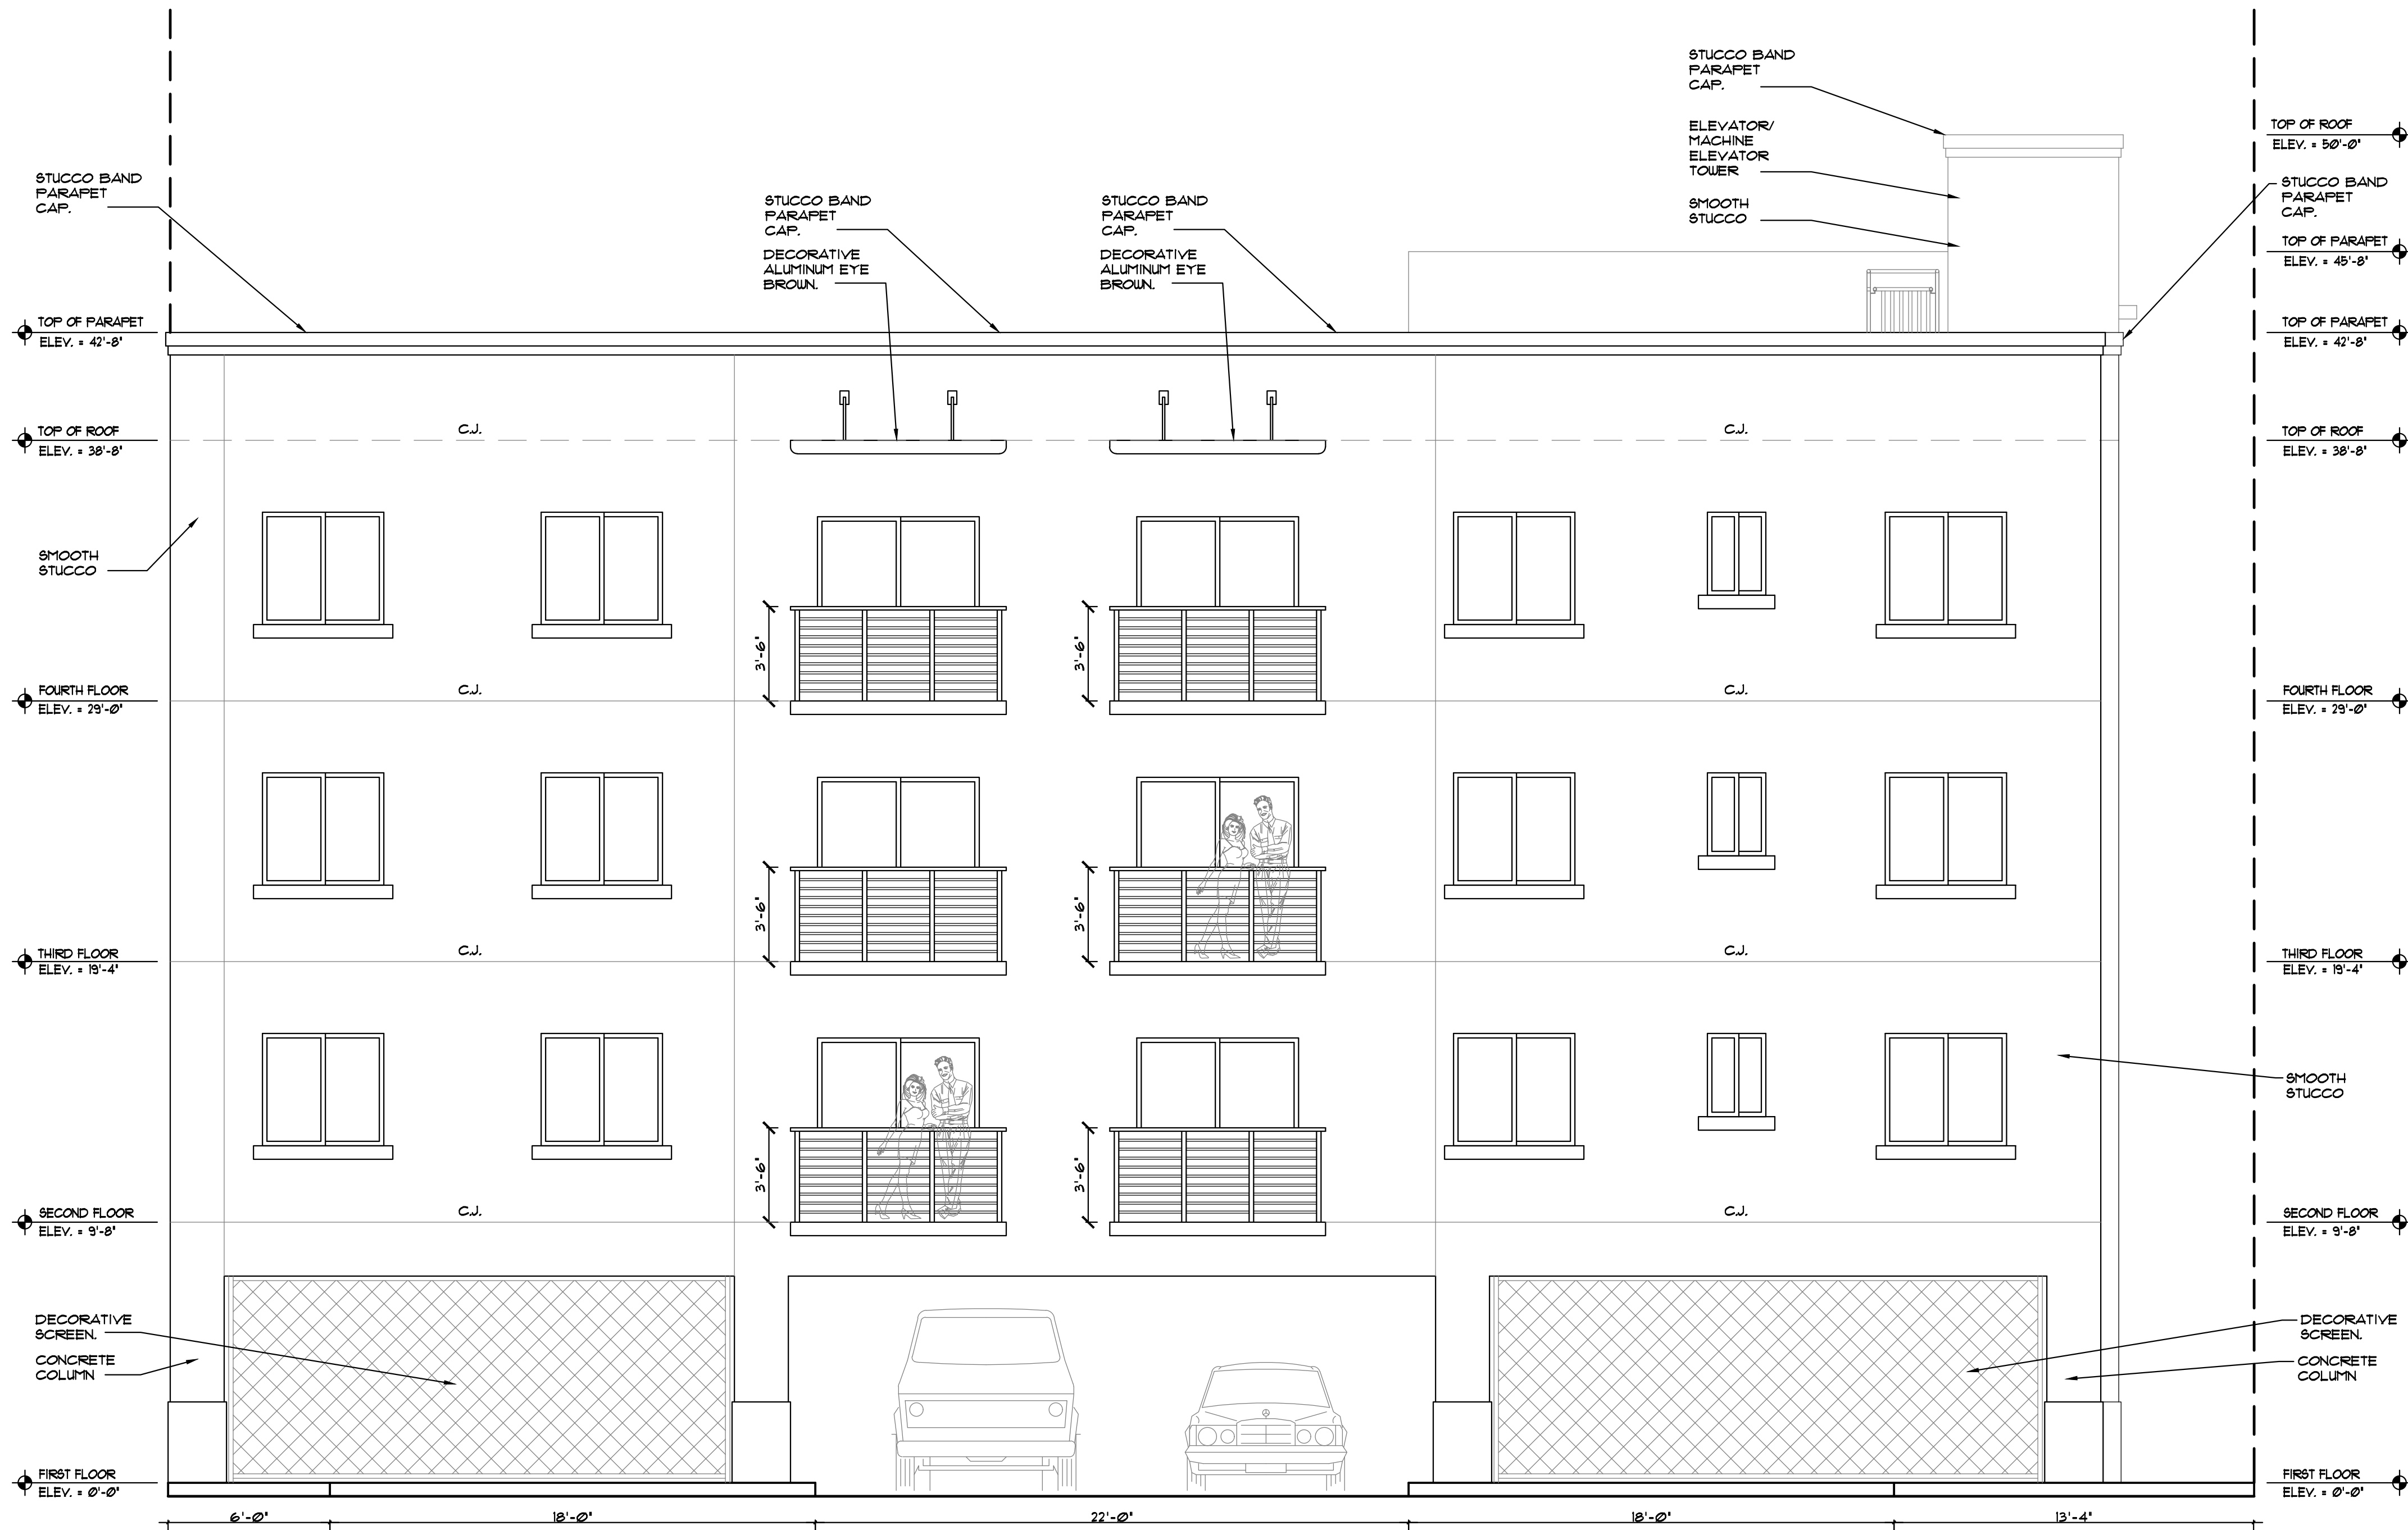 STUCCO BAND
PARAPET
CAP.
ELEVATOR/
MACHINE
ELEVATOR
TOWER
SMOOTH
STUCCO
TOP OF ROOF
ELEV. = 50'-0"
STUCCO BAND
PARAPET
CAP.
STUCCO BAND
PARAPET
CAP.
DECORATIVE
ALUMINUM EYE
BROWN.
STUCCO BAND
PARAPET
CAP.
DECORATIVE
ALUMINUM EYE
BROWN.
STUCCO BAND
PARAPET
CAP.
TOP OF PARAPET
ELEV. = 45'-8"
TOP OF PARAPET
ELEV. = 42'-8"
TOP OF PARAPET
ELEV. = 42'-8"
TOP OF ROOF
ELEV. = 38'-8"
C.J.
C.J.
TOP OF ROOF
ELEV. = 38'-8"
SMOOTH
STUCCO
3'-6"
3'-6"
FOURTH FLOOR
ELEV. = 29'-0"
C.J.
C.J.
FOURTH FLOOR
ELEV. = 29'-0"
3'-6"
3'-6"
THIRD FLOOR
ELEV. = 19'-4"
C.J.
C.J.
THIRD FLOOR
ELEV. = 19'-4"
SMOOTH
STUCCO
3'-6"
3'-6"
SECOND FLOOR
ELEV. = 9'-8"
C.J.
C.J.
SECOND FLOOR
ELEV. = 9'-8"
DECORATIVE
SCREEN.
CONCRETE
COLUMN
DECORATIVE
SCREEN.
CONCRETE
COLUMN
FIRST FLOOR
ELEV. = 0'-0"
FIRST FLOOR
ELEV. = 0'-0"
6'-0"
18'-0"
22'-0"
18'-0"
13'-4"